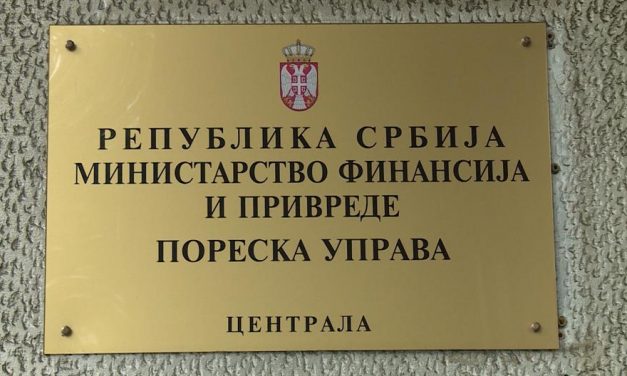 РЕПУБЛИКА СРБИЈА
МИНИСТАРСТВО ФИНАНСИЈА
И ПРИВРЕДЕ
ПОРЕСКА УПРАВА
ЦЕНТРАЛА